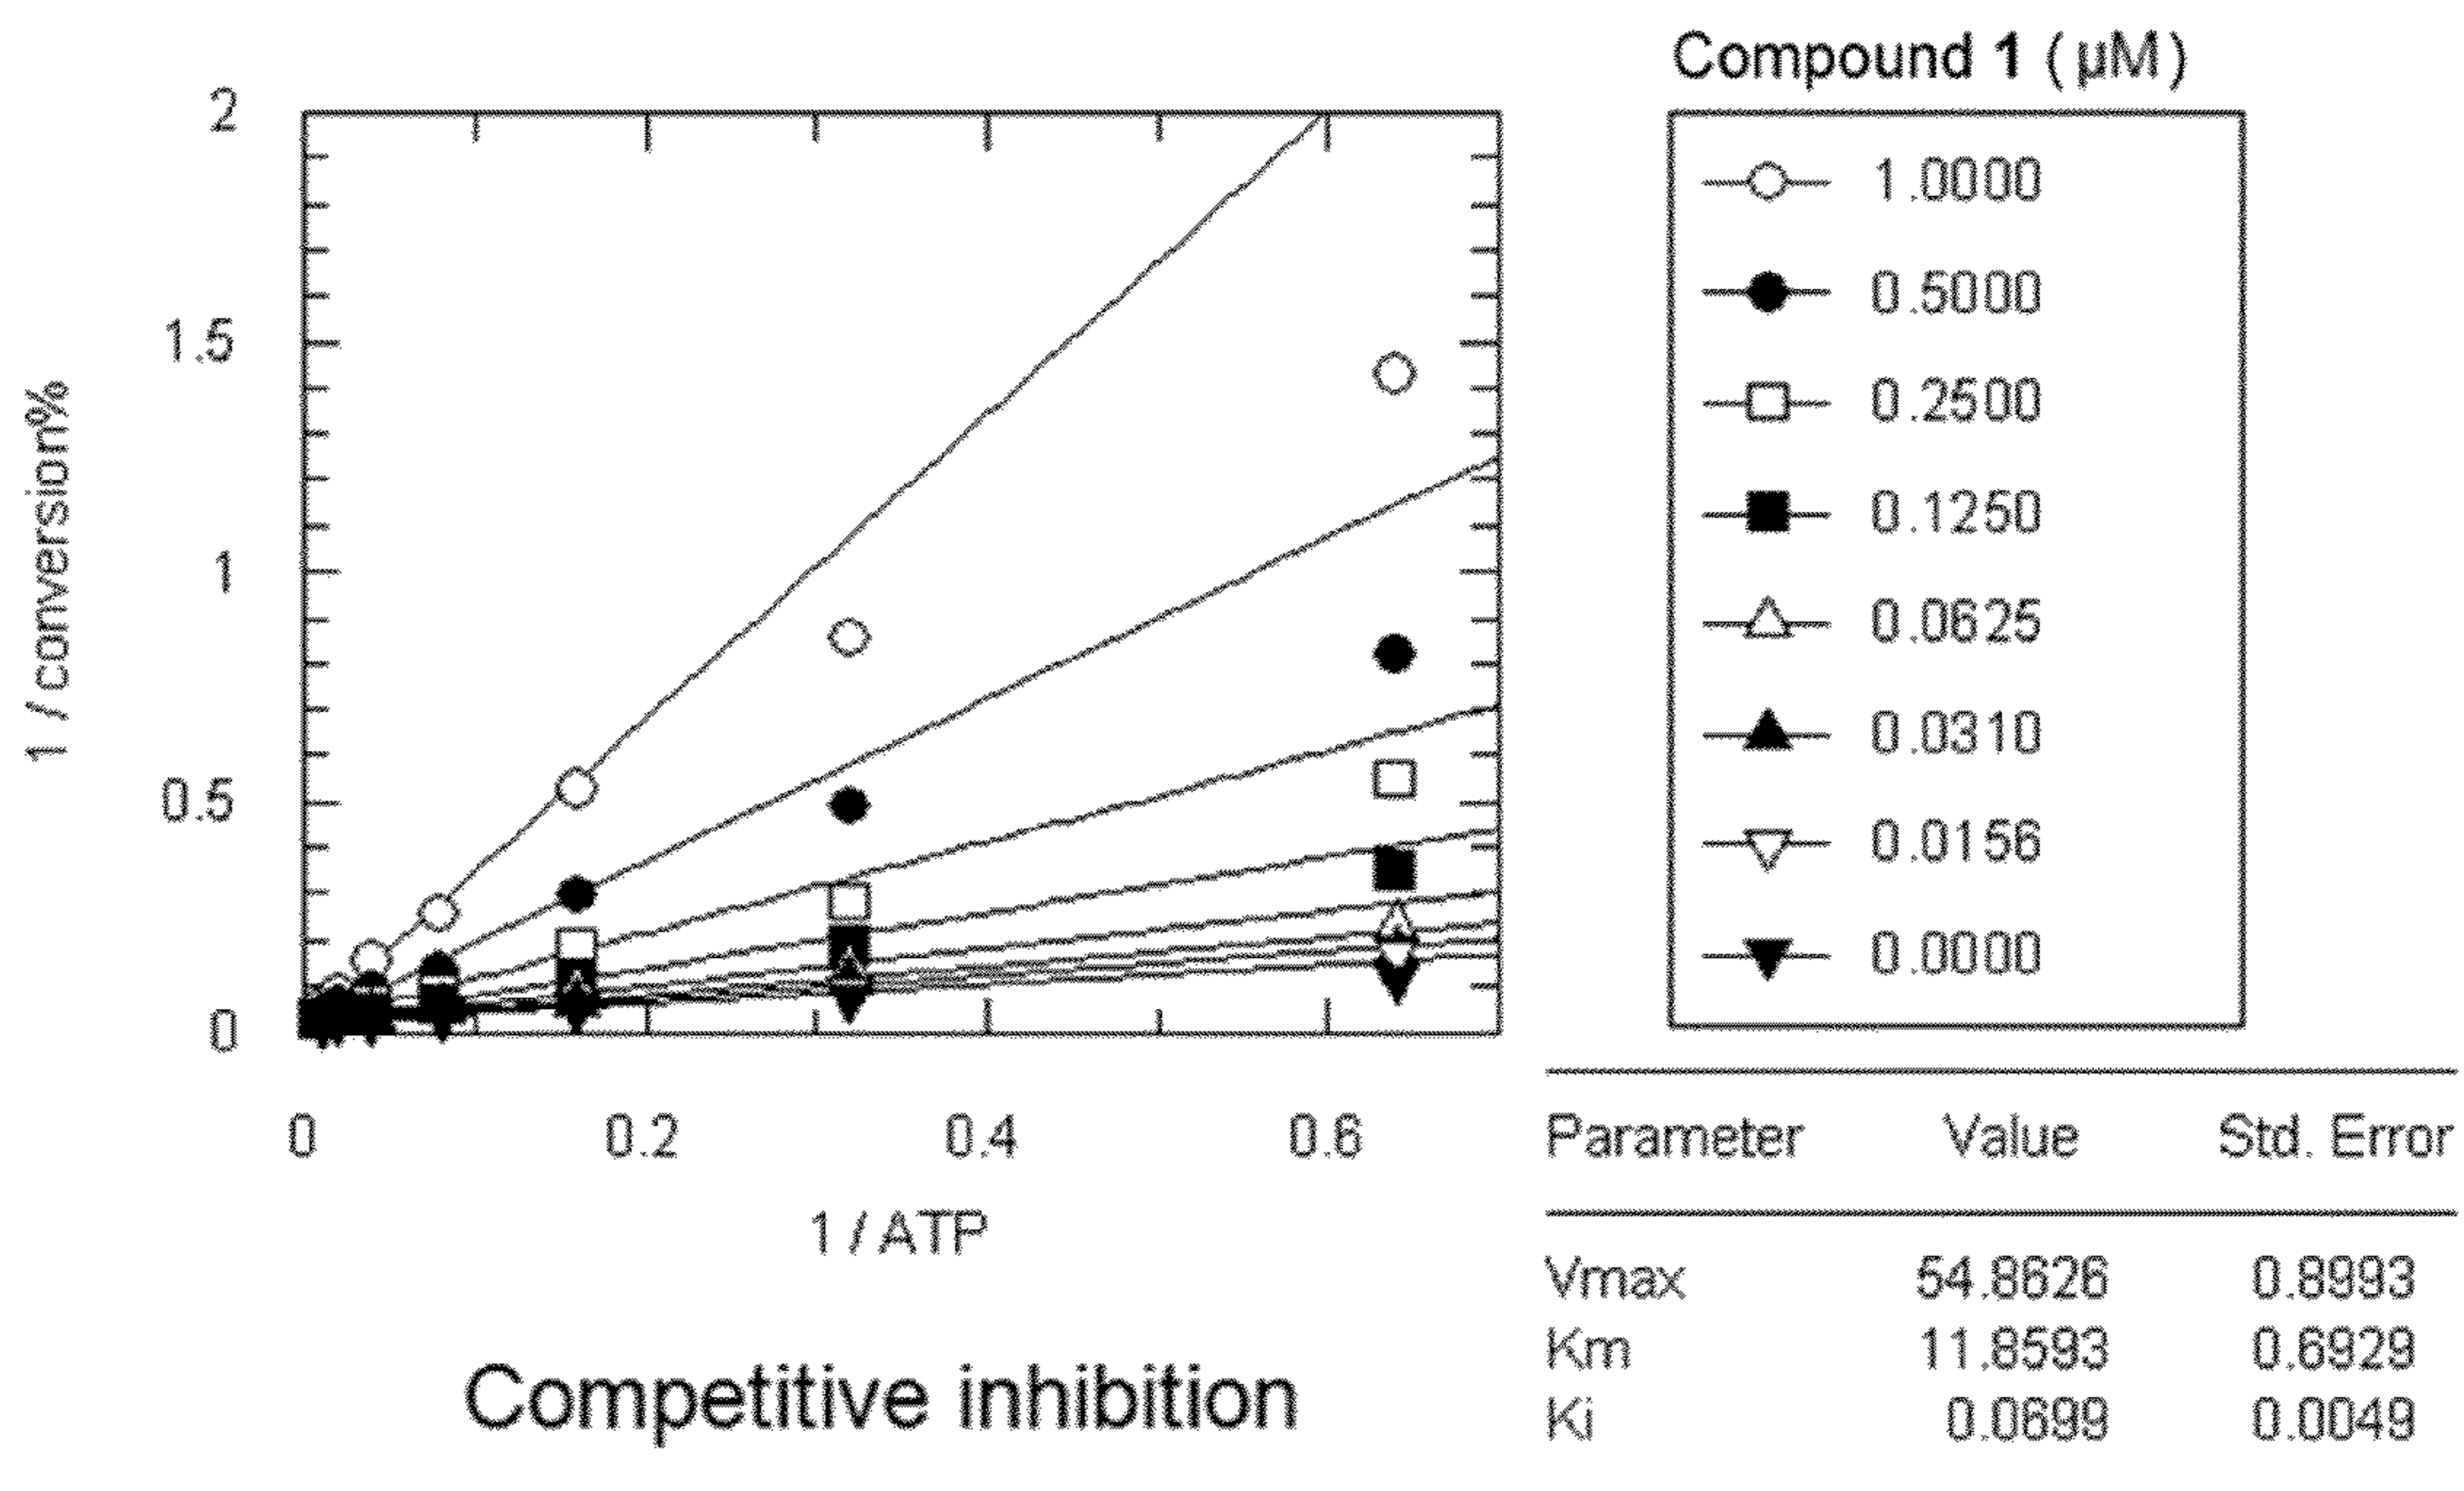 Compound 1 (µM)
1.0000
0.5000
0.2500
0.1250
0.0625
0.0310
0.0156
0.0000
2
1.5
1
0.5
0
1 / conversion%
0 0.2 0.4 0.6
1 / ATP
Competitive inhibition
Parameter Value Std. Error
Vmax 54.8626 0.8993
Km 11.8593 0.6929
Ki 0.0699 0.0049